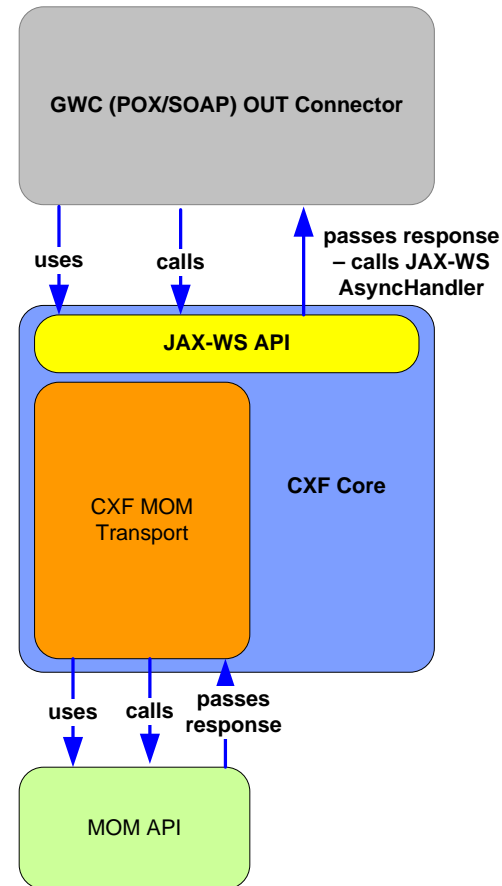 GWC (POX/SOAP) OUT Connector
uses
calls
passes response
– calls JAX-WS
AsyncHandler
JAX-WS API
CXF MOM
Transport
CXF Core
uses
calls
passes
response
MOM API